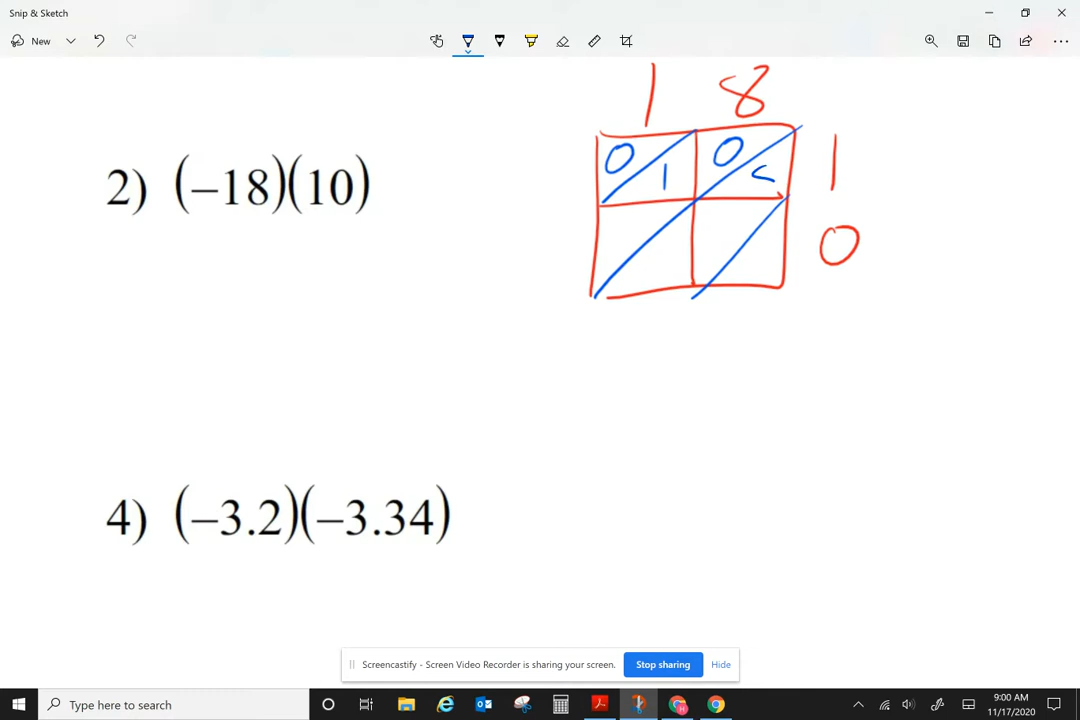 Snip & Sketch
New
1 8
2) (−18)(10)
0 1 0
1
0
4) (−3.2)(−3.34)
Screencastify - Screen Video Recorder is sharing your screen.
Stop sharing
Hide
Type here to search
9:00 AM
11/17/2020